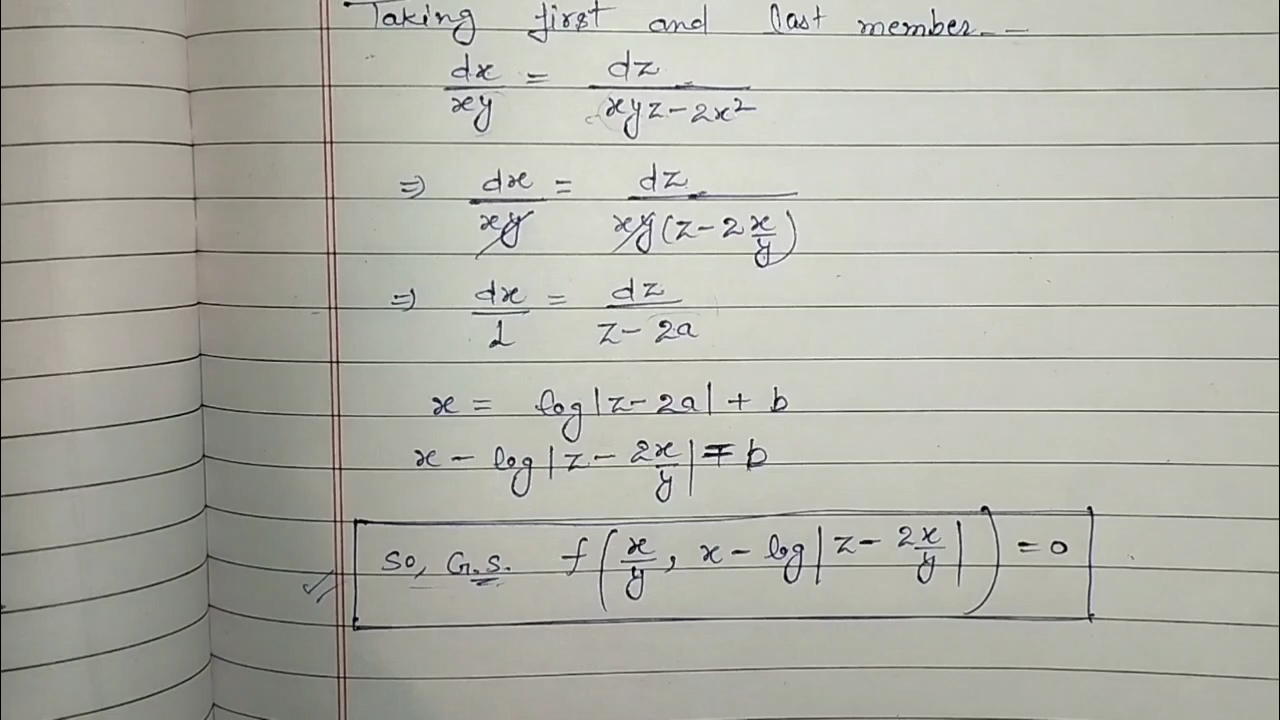 Taking first and last member --
dx/xy = dz/(xyz - 2x²)
⇒ dx/xy = dz/(xy(z - 2x/y))
⇒ dx/1 = dz/(z - 2a)
x = log|z - 2a| + b
x - log|z - 2x/y| = b
So, G.S. f(x/y, x - log|z - 2x/y|) = 0